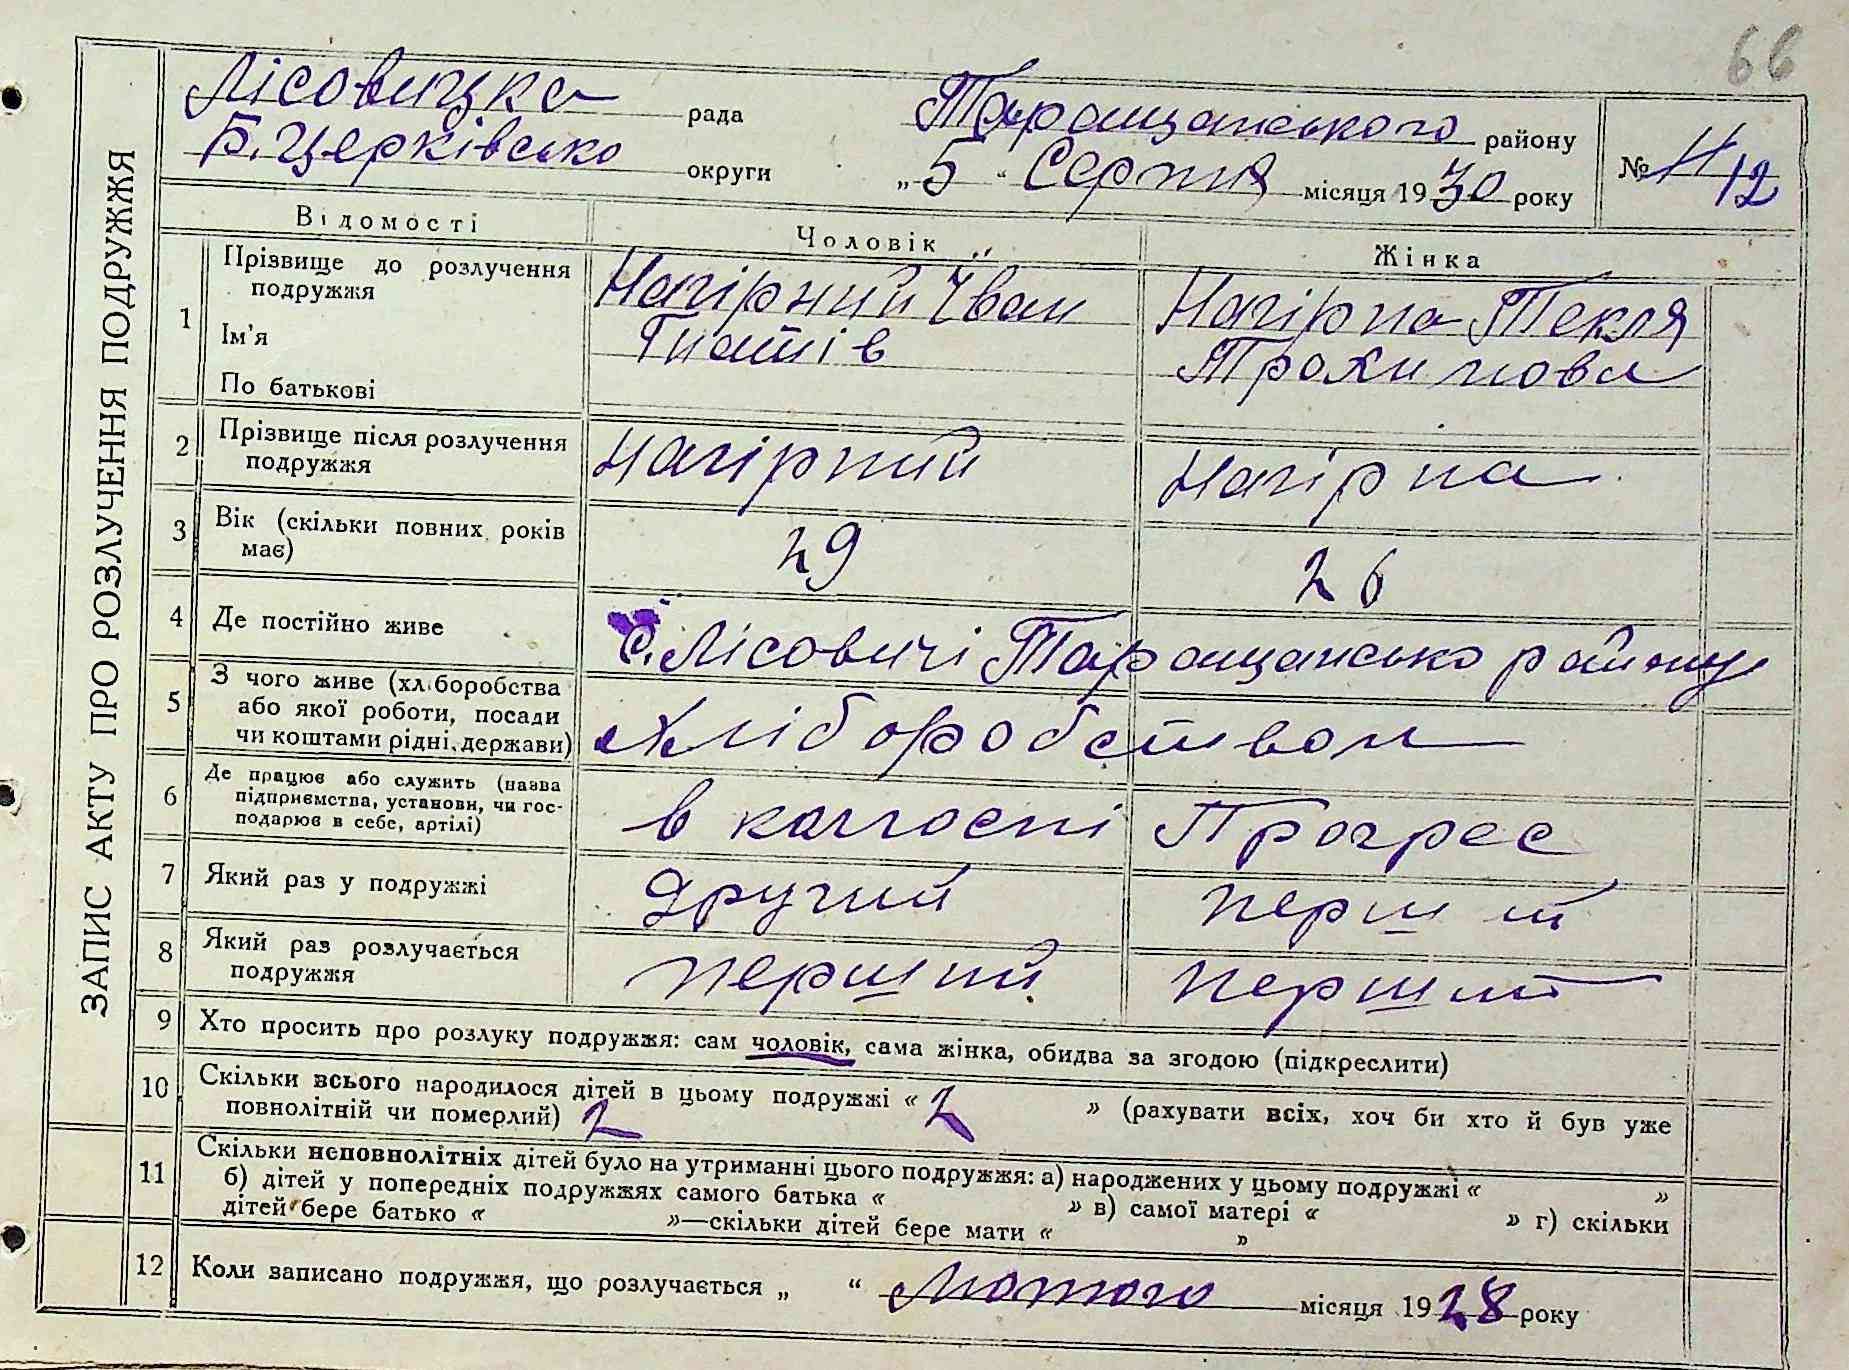 66
ЗАПИС АКТУ ПРО РОЗЛУЧЕННЯ ПОДРУЖЖЯ
Лісовицка рада Таращанського району
Б. Церківсько округи „5“ Серпня місяця 1930 року
№ 11/12
Відомості Чоловік Жінка
1 Прізвище до розлучення подружжя Нагірний Іван Нагірна Текля
Ім'я Гнатів Трохимова
По батькові
2 Прізвище після розлучення подружжя Нагірний Нагірна
3 Вік (скільки повних років має) 29 26
4 Де постійно живе с. Лісовичі Таращансько району
5 З чого живе (хліборобства
або якої роботи, посади
чи коштами рідні, держави) Хліборобством
6 Де працює або служить (назва
підприємства, установи, чи гос-
подарює в себе, артілі) в колгоспі Прогрес
7 Який раз у подружжі другий перший
8 Який раз розлучається
подружжя перший перший
9 Хто просить про розлуку подружжя: сам чоловік, сама жінка, обидва за згодою (підкреслити)
10 Скільки всього народилося дітей в цьому подружжі « 2 » (рахувати всіх, хоч би хто й був уже
повнолітній чи померлий) 2
11 Скільки неповнолітніх дітей було на утриманні цього подружжя: а) народжених у цьому подружжі « »
б) дітей у попередніх подружжях самого батька « » в) самої матері « » г) скільки
дітей бере батько « »—скільки дітей бере мати « »
12 Коли записано подружжя, що розлучається „ “ Лютого місяця 1928 року